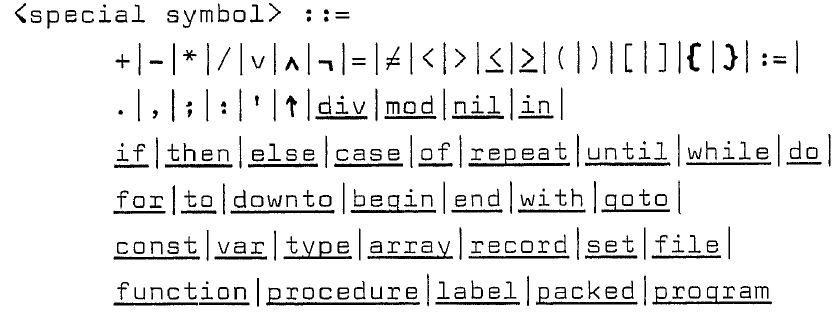 <special symbol> ::=
+|-|*|/|∨|∧|¬|=|≠|<|>|≤|≥|(|)|[|]|{|}|:=|
.|,|;|:|'|↑|div|mod|nil|in|
if|then|else|case|of|repeat|until|while|do|
for|to|downto|begin|end|with|goto|
const|var|type|array|record|set|file|
function|procedure|label|packed|program